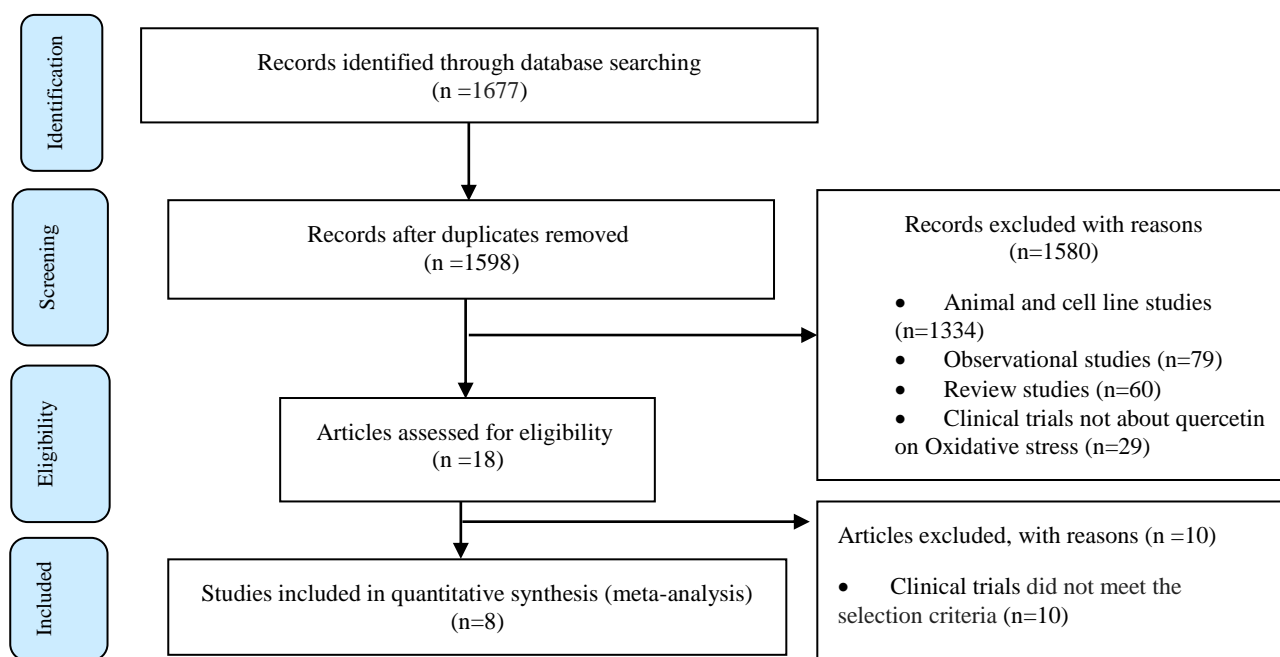 Identification
Records identified through database searching
(n =1677)
Screening
Records after duplicates removed
(n =1598)
Records excluded with reasons
(n=1580)
• Animal and cell line studies
(n=1334)
• Observational studies (n=79)
• Review studies (n=60)
• Clinical trials not about quercetin
on Oxidative stress (n=29)
Eligibility
Articles assessed for eligibility
(n =18)
Articles excluded, with reasons (n =10)
• Clinical trials did not meet the
selection criteria (n=10)
Included
Studies included in quantitative synthesis (meta-analysis)
(n=8)